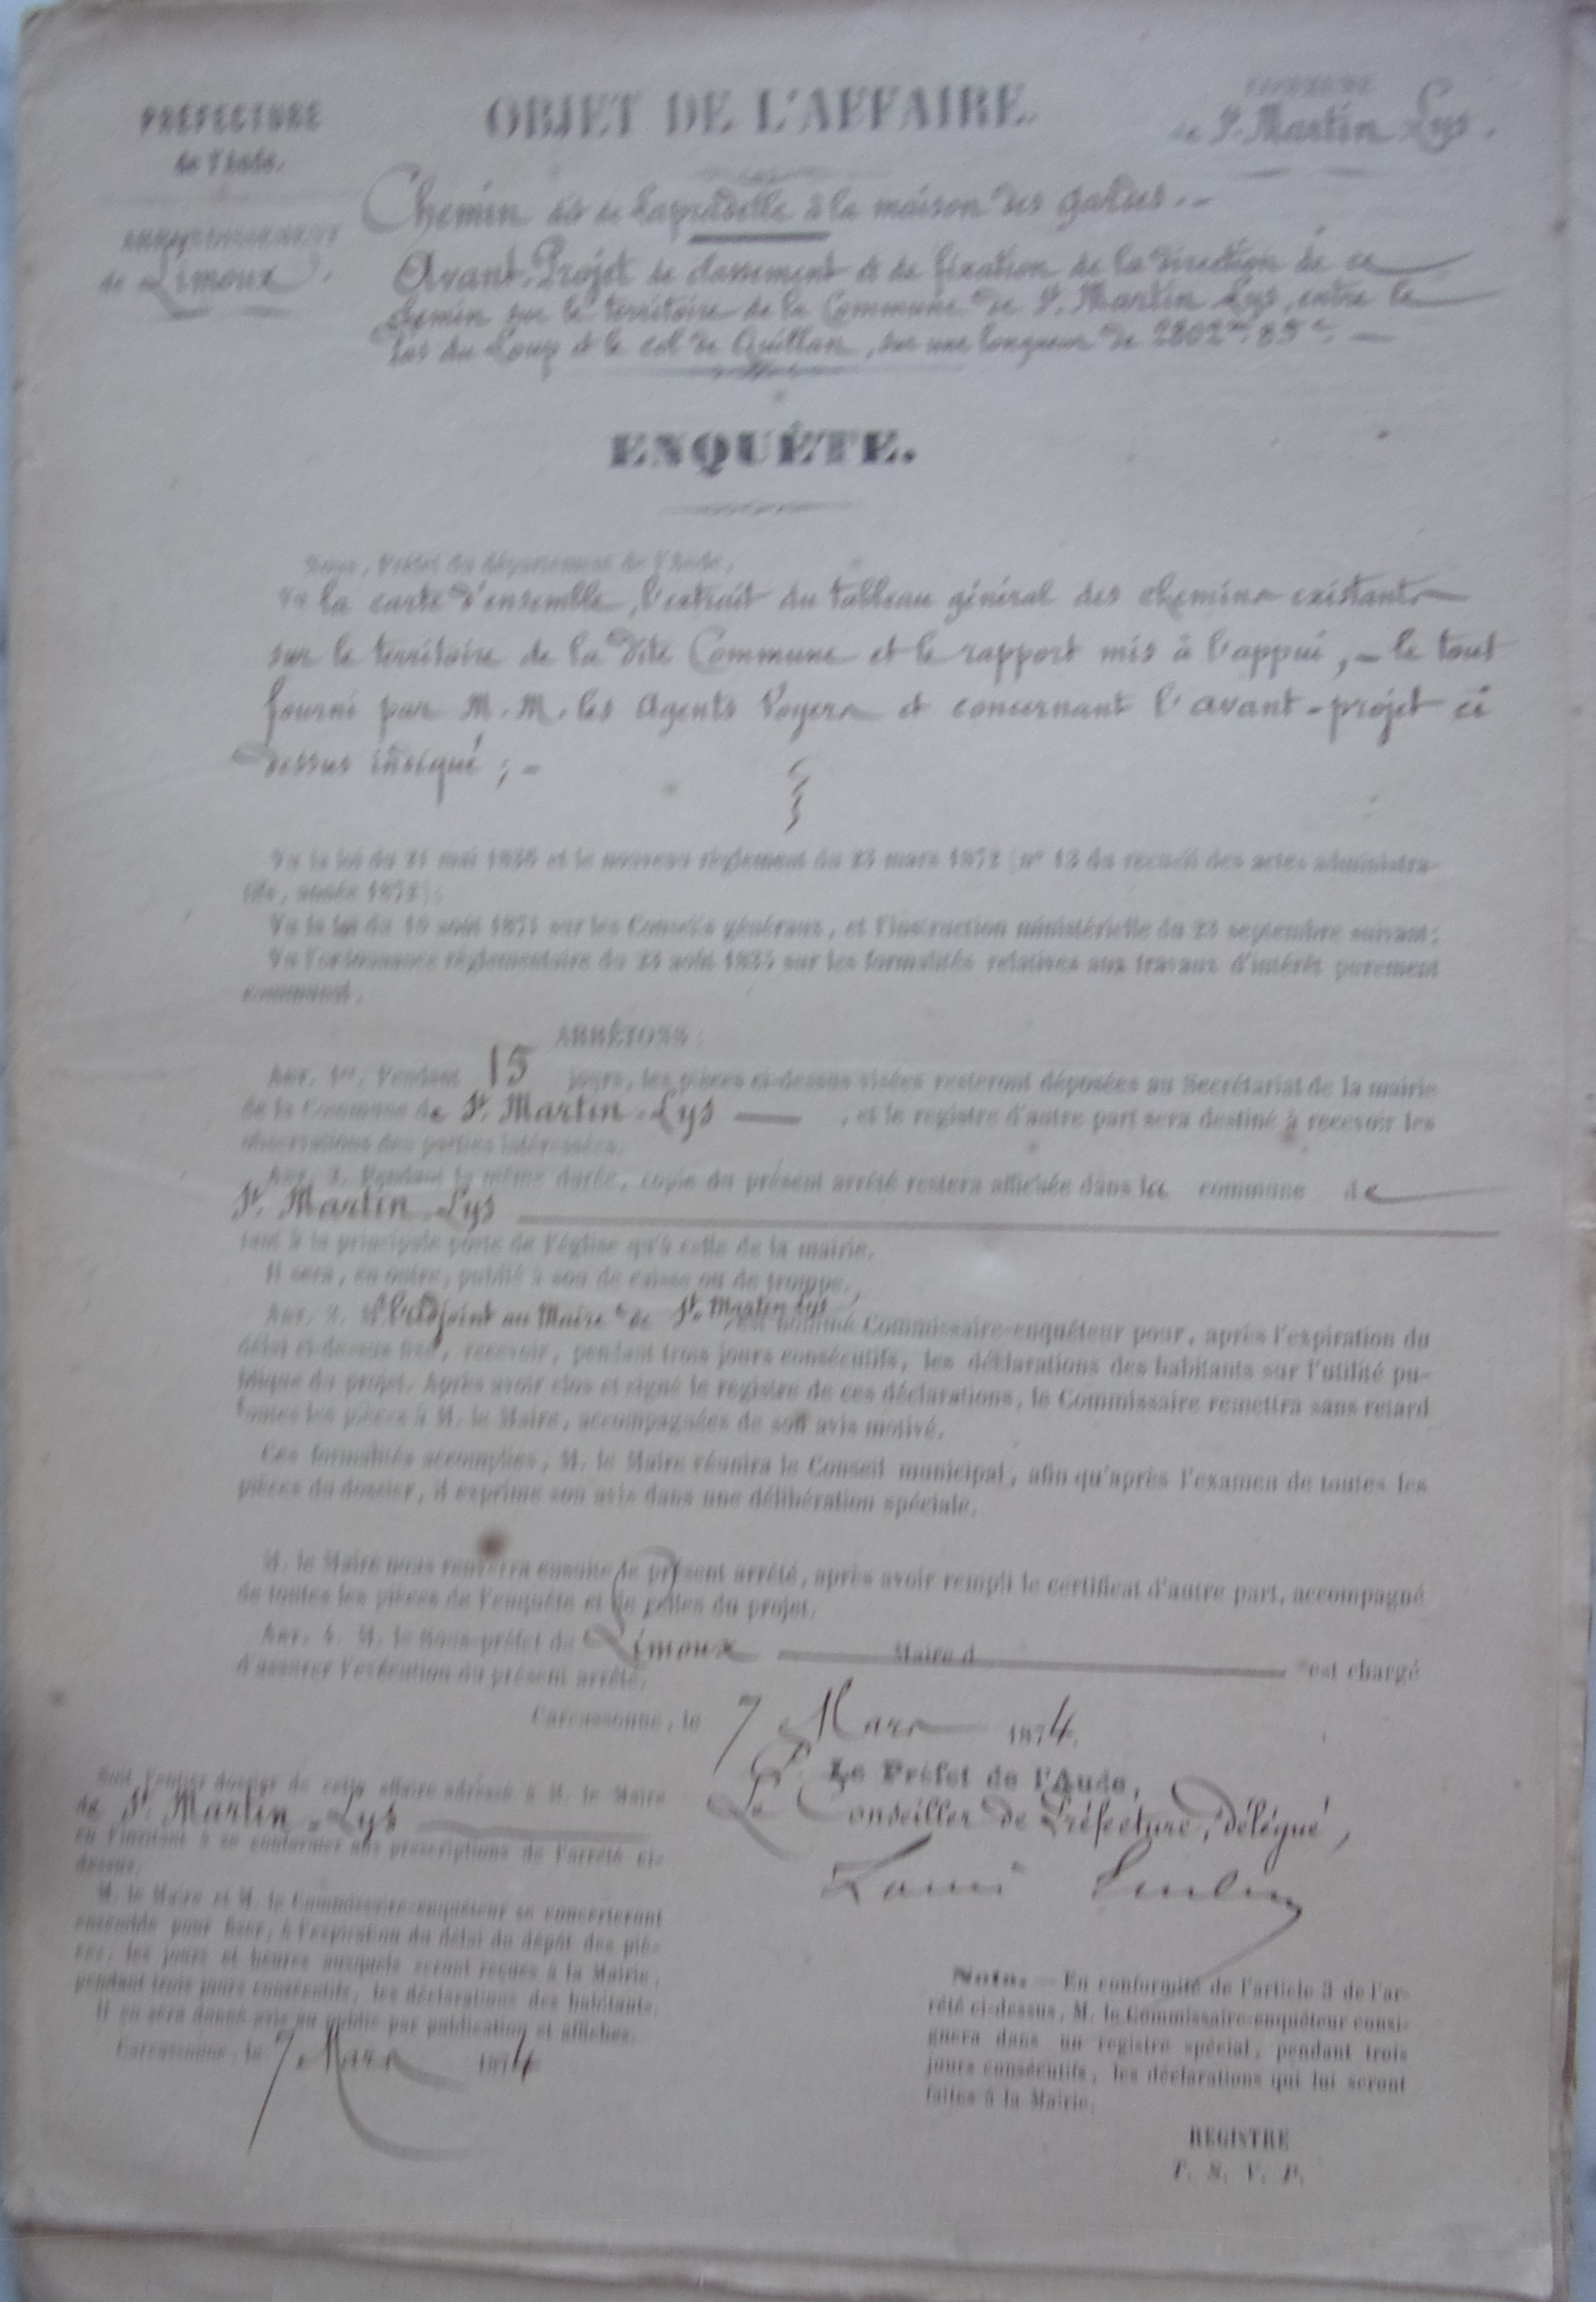 PRÉFECTURE
de l'Aude.
ARRONDISSEMENT
de Limoux.
OBJET DE L'AFFAIRE.
COMMUNE
de St. Martin Lys.
Chemin dit de Lapradelle à la maison des gardes.
Avant-Projet de classement et de fixation de la direction de ce
chemin sur le territoire de la Commune de St. Martin Lys, entre le
Pas du Loup et le col de Quillan, sur une longueur de 2802m. 85c.
ENQUÊTE.
Nous, Préfet du département de l'Aude,
Vu la carte d'ensemble, l'extrait du tableau général des chemins existants
sur le territoire de la dite Commune et le rapport mis à l'appui, - le tout
fourni par M.M. les Agents Voyers et concernant l'avant-projet ci
dessus indiqué ; -
Vu la loi du 21 mai 1836 et le nouveau règlement du 23 mars 1872 (nº 13 du recueil des actes administra-
tifs, année 1872);
Vu la loi du 10 août 1871 sur les Conseils généraux, et l'instruction ministérielle du 23 septembre suivant;
Vu l'ordonnance réglementaire du 23 août 1835 sur les formalités relatives aux travaux d'intérêt purement
communal,
ARRÊTONS:
ART. 1er. Pendant 15 jours, les pièces ci-dessus visées resteront déposées au Secrétariat de la mairie
de la Commune de St. Martin-Lys, et le registre d'autre part sera destiné à recevoir les
observations des parties intéressées.
ART. 2. Pendant la même durée, copie du présent arrêté restera affichée dans la commune de
St. Martin-Lys
tant à la principale porte de l'église qu'à celle de la mairie.
Il sera, en outre, publié à son de caisse ou de trompe.
ART. 3. M. l'adjoint au Maire de St. Martin Lys est nommé Commissaire-enquêteur pour, après l'expiration du
délai ci-dessus fixé, recevoir, pendant trois jours consécutifs, les déclarations des habitants sur l'utilité pu-
blique du projet. Après avoir clos et signé le registre de ces déclarations, le Commissaire remettra sans retard
toutes les pièces à M. le Maire, accompagnées de son avis motivé.
Ces formalités accomplies, M. le Maire réunira le Conseil municipal, afin qu'après l'examen de toutes les
pièces du dossier, il exprime son avis dans une délibération spéciale.
M. le Maire nous renverra ensuite le présent arrêté, après avoir rempli le certificat d'autre part, accompagné
de toutes les pièces de l'enquête et de celles du projet.
ART. 4. M. le Sous-préfet de Limoux Maire d est chargé
d'assurer l'exécution du présent arrêté.
Carcassonne, le 7 Mars 1874.
P. Le Préfet de l'Aude,
Le Conseiller de Préfecture, délégué,
Louis
Soit l'entier dossier de cette affaire adressé à M. le Maire
de St. Martin-Lys
en l'invitant à se conformer aux prescriptions de l'arrêté ci-
dessus.
M. le Maire et M. le Commissaire-enquêteur se concerteront
ensemble pour fixer, à l'expiration du délai du dépôt des piè-
ces, les jours et heures auxquels seront reçues à la Mairie,
pendant trois jours consécutifs, les déclarations des habitants.
Il en sera donné avis au public par publication et affiches.
Carcassonne, le 7 Mars 1874
Nota. — En conformité de l'article 3 de l'ar-
rêté ci-dessus, M. le Commissaire-enquêteur consi-
gnera dans un registre spécial, pendant trois
jours consécutifs, les déclarations qui lui seront
faites à la Mairie.
REGISTRE
T. S. V. P.